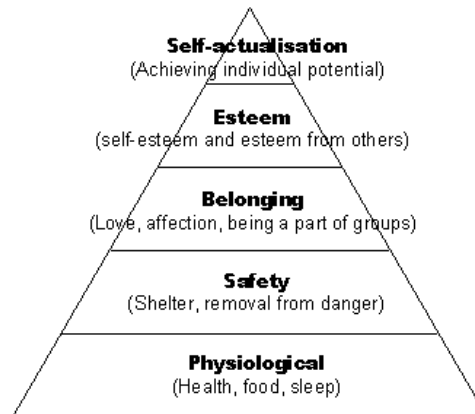 Self-actualisation
(Achieving individual potential)
Esteem
(self-esteem and esteem from others)
Belonging
(Love, affection, being a part of groups)
Safety
(Shelter, removal from danger)
Physiological
(Health, food, sleep)